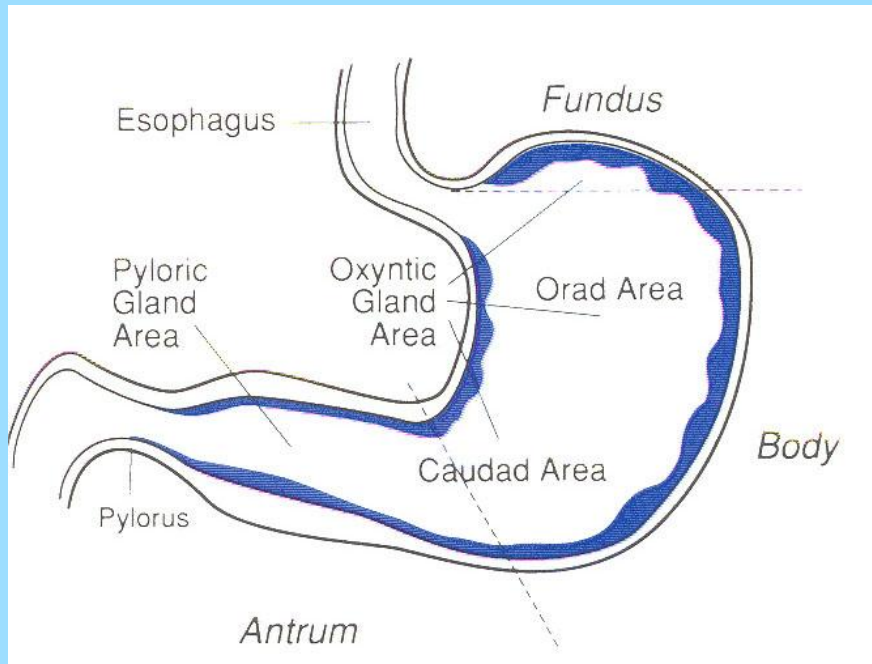 Fundus
Esophagus
Pyloric
Gland
Area
Oxyntic
Gland
Area
Orad Area
Body
Caudad Area
Pylorus
Antrum